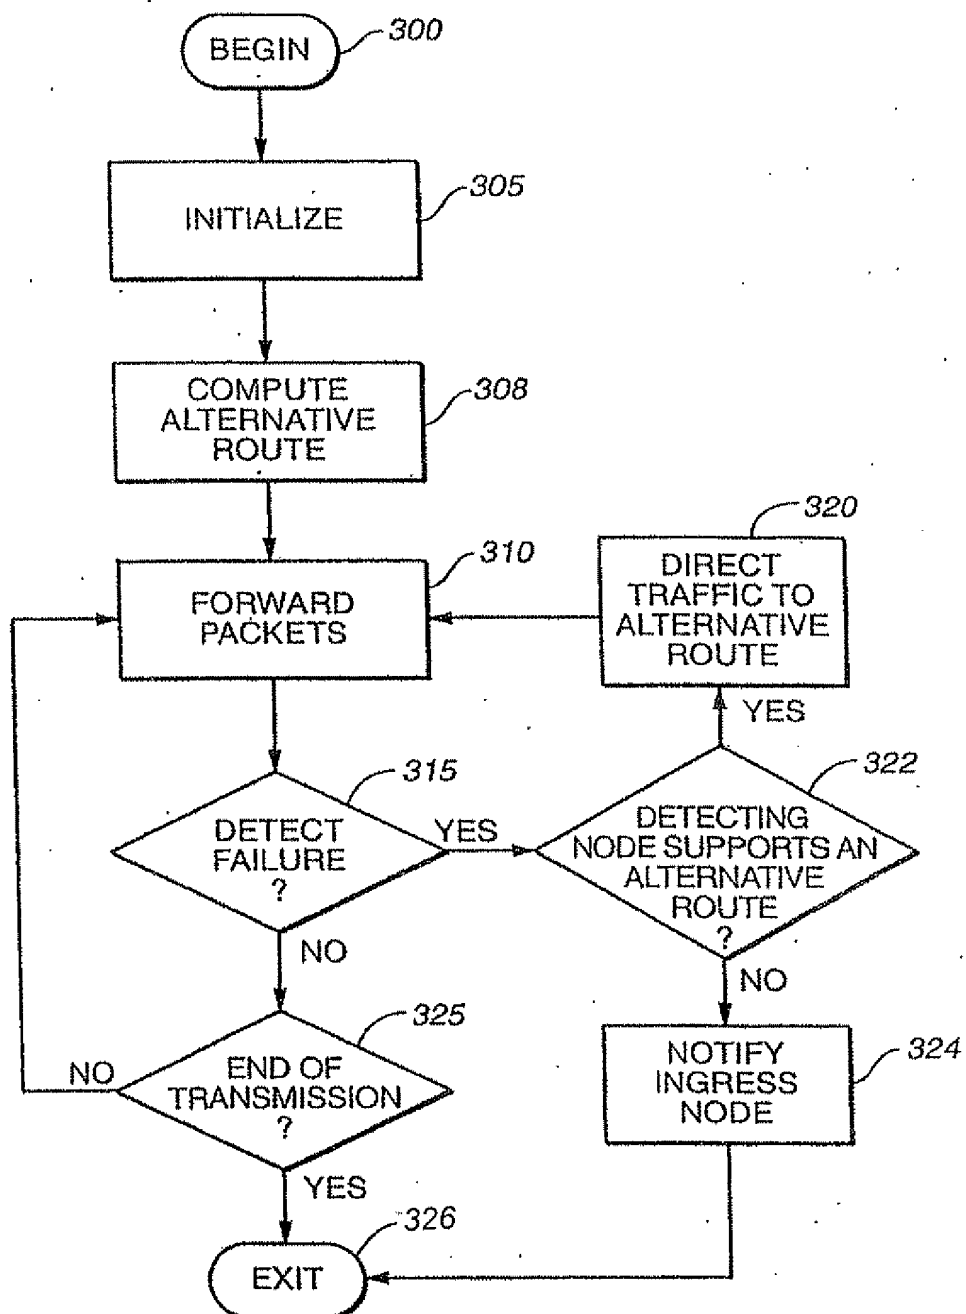 BEGIN
300
INITIALIZE
305
COMPUTE
ALTERNATIVE
ROUTE
308
FORWARD
PACKETS
310
DIRECT
TRAFFIC TO
ALTERNATIVE
ROUTE
320
YES
DETECT
FAILURE
?
315
YES
DETECTING
NODE SUPPORTS AN
ALTERNATIVE
ROUTE
?
322
NO
NO
END OF
TRANSMISSION
?
325
NO
NOTIFY
INGRESS
NODE
324
YES
EXIT
326